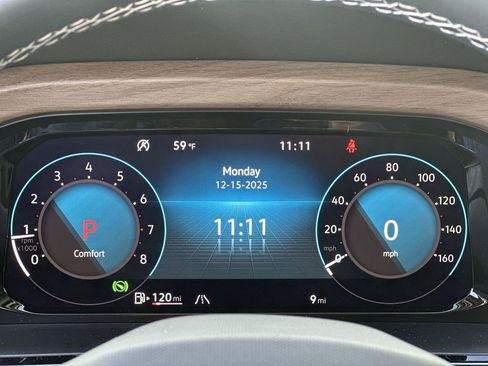 59 °F 11:11
Monday
12-15-2025
11:11
0 1 2 3 4 5 6 7 8
rpm
x1000
P
Comfort
0 20 40 60 80 100 120 140 160
0
mph
120 mi 9 mi